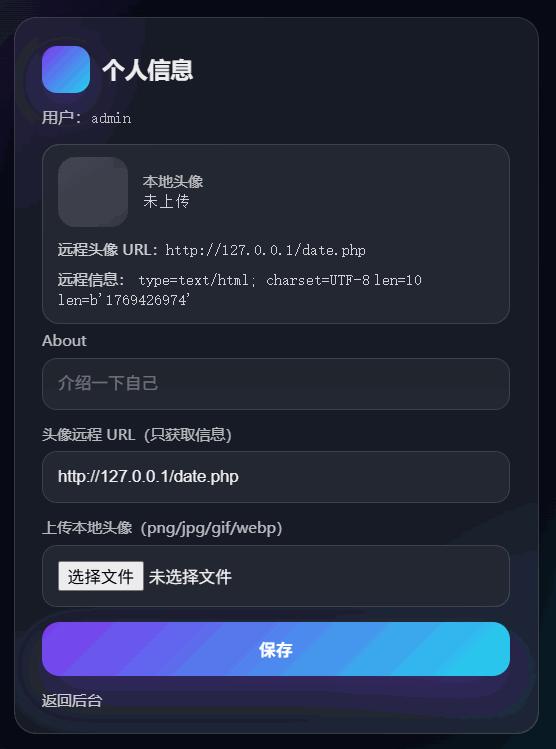 个人信息
用户：admin
本地头像
未上传
远程头像 URL：http://127.0.0.1/date.php
远程信息： type=text/html; charset=UTF-8 len=10
len=b'1769426974'
About
介绍一下自己
头像远程 URL（只获取信息）
http://127.0.0.1/date.php
上传本地头像（png/jpg/gif/webp）
选择文件 未选择文件
保存
返回后台